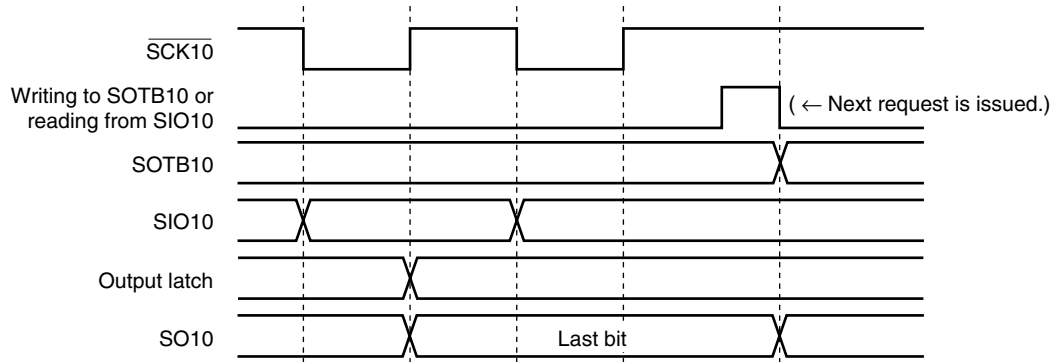 SCK10
Writing to SOTB10 or
reading from SIO10
( ← Next request is issued.)
SOTB10
SIO10
Output latch
SO10
Last bit